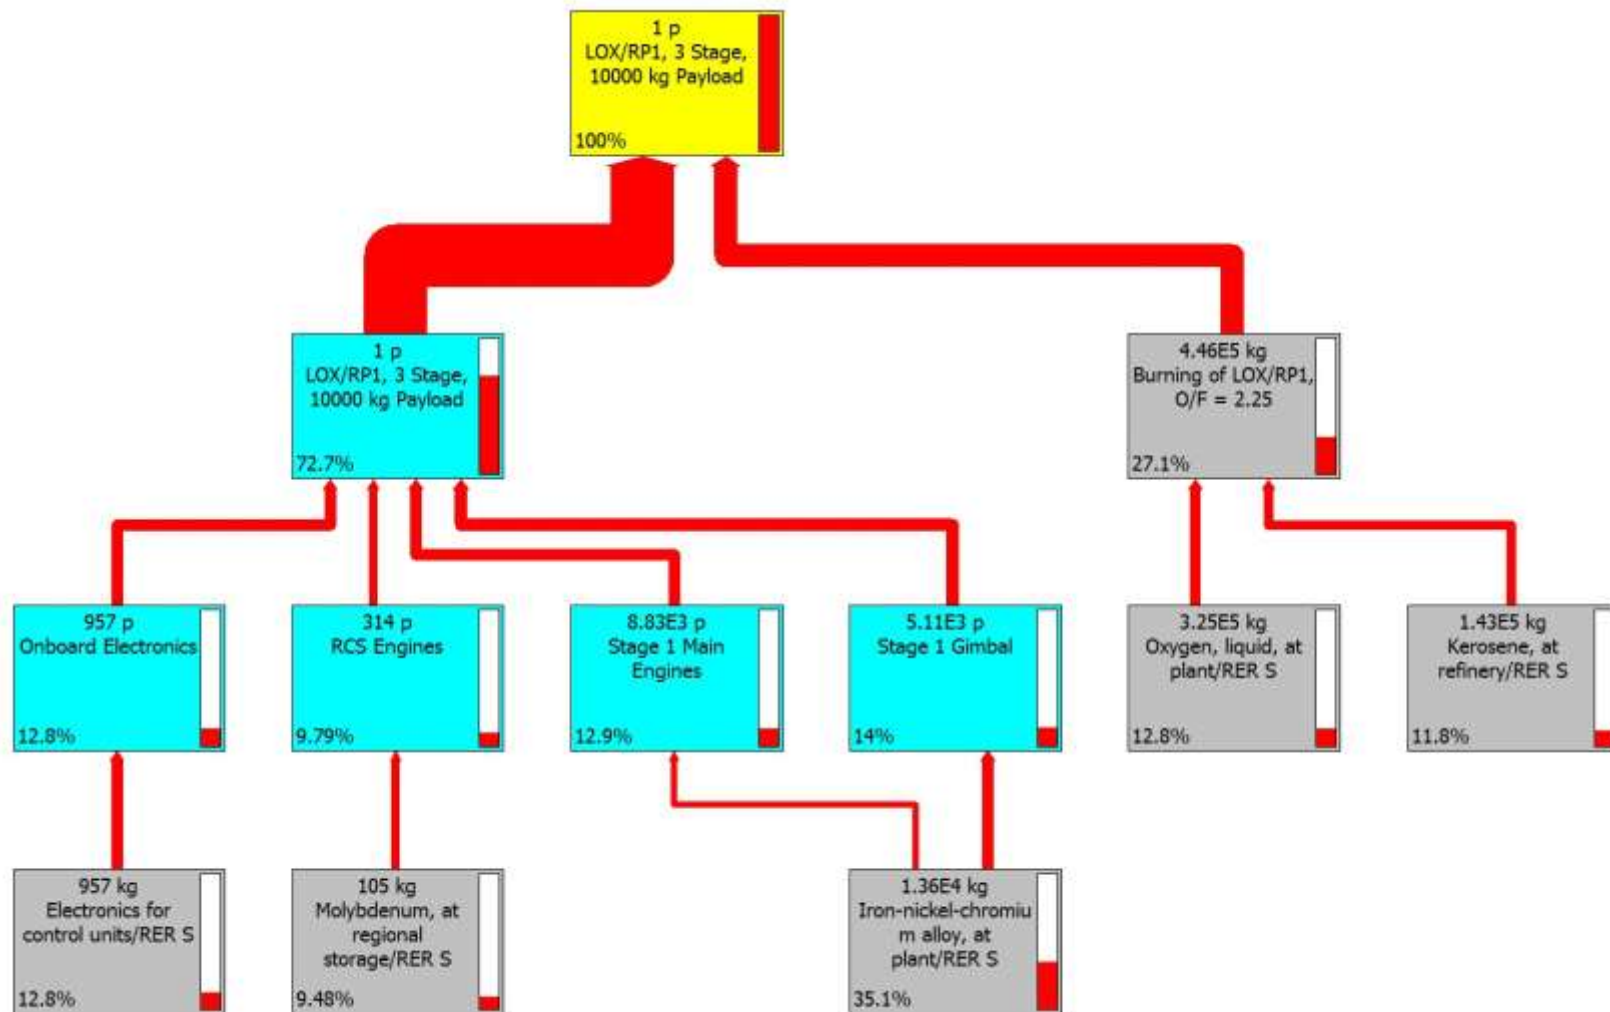 1 p
LOX/RP1, 3 Stage,
10000 kg Payload
100%
1 p
LOX/RP1, 3 Stage,
10000 kg Payload
72.7%
4.46E5 kg
Burning of LOX/RP1,
O/F = 2.25
27.1%
957 p
Onboard Electronics
12.8%
314 p
RCS Engines
9.79%
8.83E3 p
Stage 1 Main
Engines
12.9%
5.11E3 p
Stage 1 Gimbal
14%
3.25E5 kg
Oxygen, liquid, at
plant/RER S
12.8%
1.43E5 kg
Kerosene, at
refinery/RER S
11.8%
957 kg
Electronics for
control units/RER S
12.8%
105 kg
Molybdenum, at
regional
storage/RER S
9.48%
1.36E4 kg
Iron-nickel-chromiu
m alloy, at
plant/RER S
35.1%